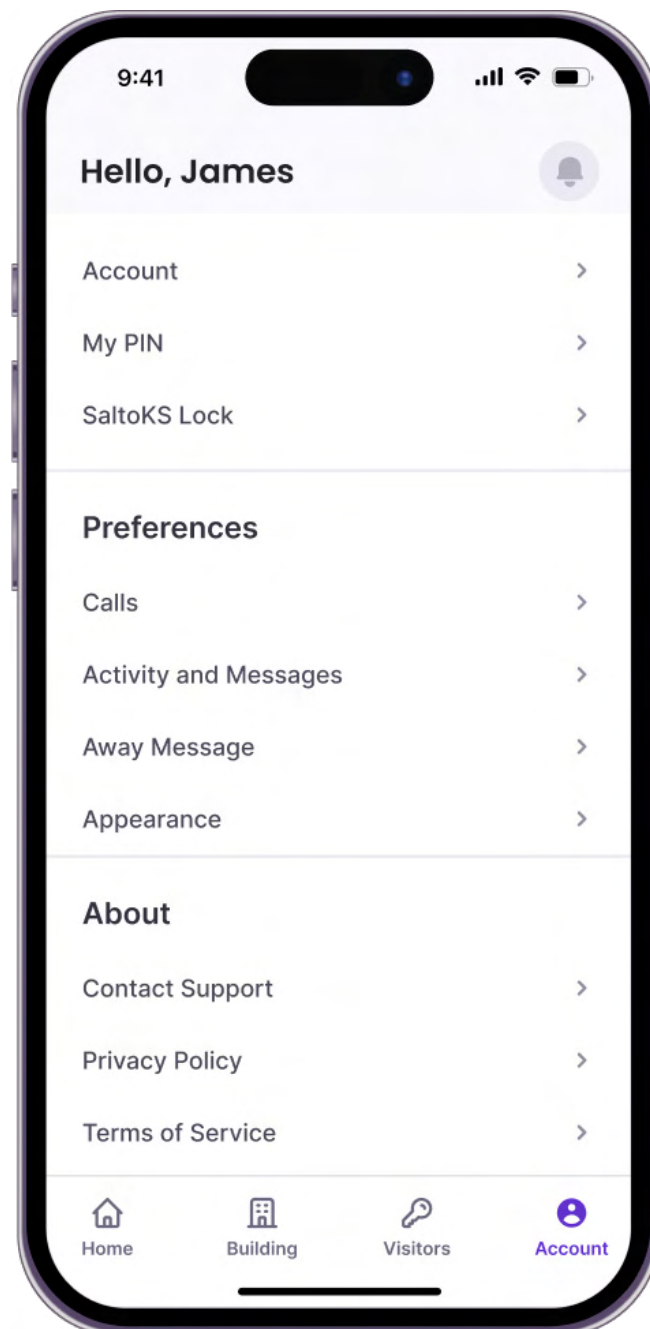 9:41
Hello, James
Account
My PIN
SaltoKS Lock
Preferences
Calls
Activity and Messages
Away Message
Appearance
About
Contact Support
Privacy Policy
Terms of Service
Home Building Visitors Account